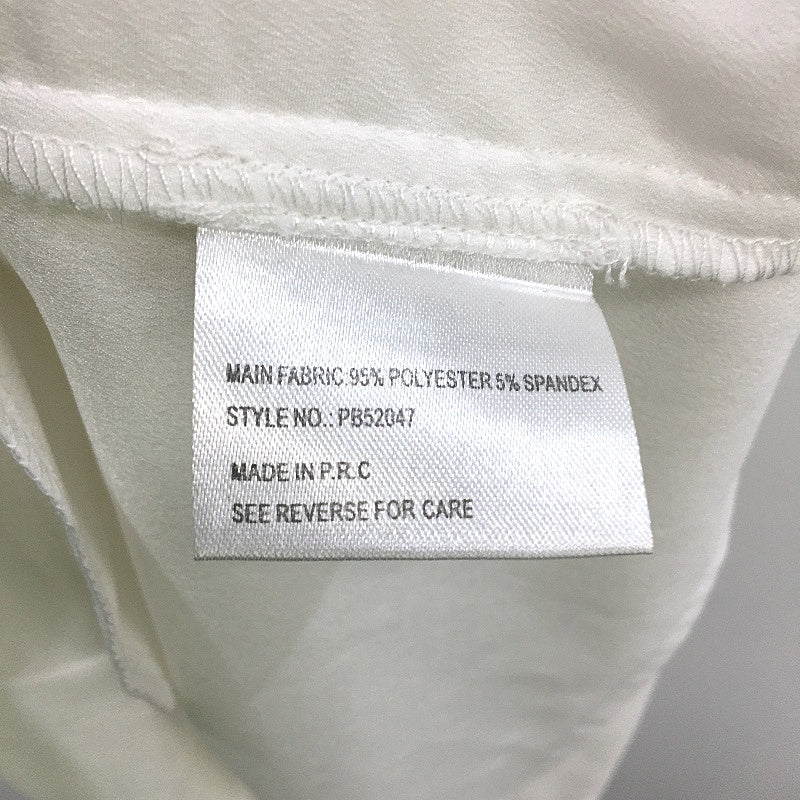 MAIN FABRIC:95% POLYESTER 5% SPANDEX
STYLE NO.: PB52047
MADE IN P.R.C
SEE REVERSE FOR CARE